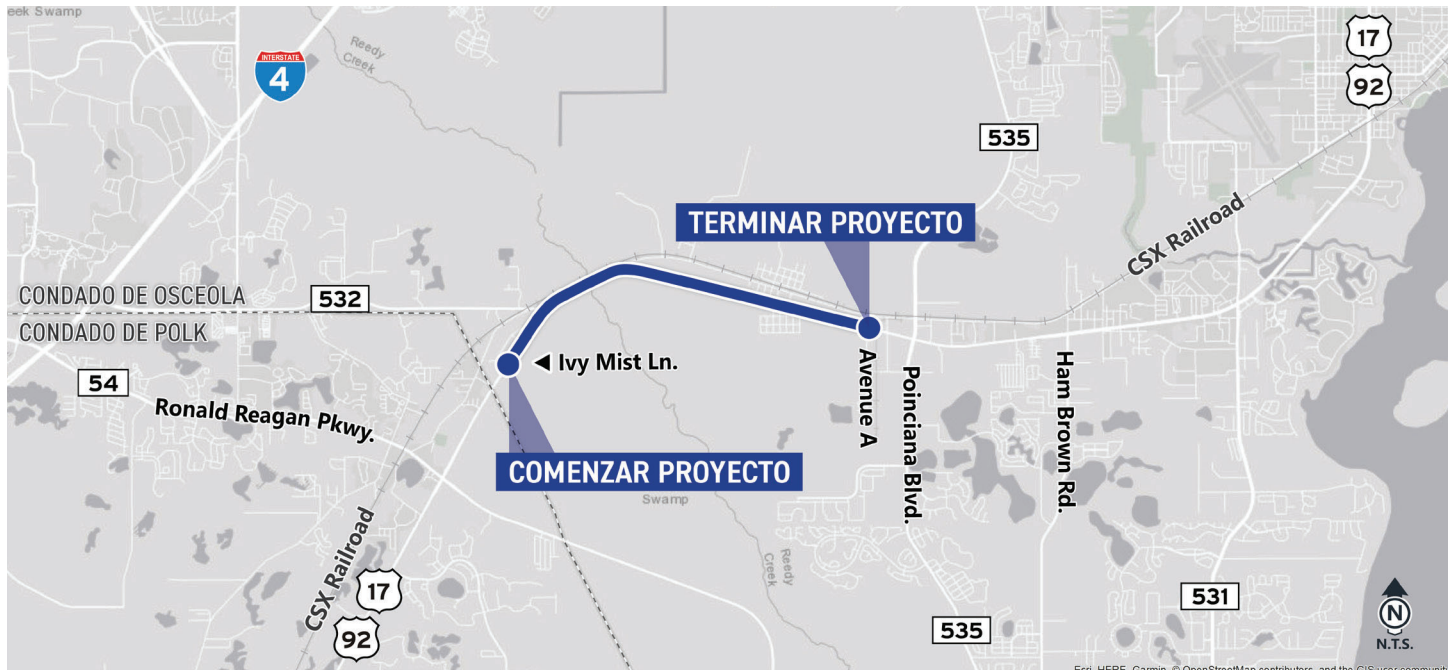 eek Swamp
INTERSTATE
4
Reedy
Creek
17
92
535
TERMINAR PROYECTO
CSX Railroad
CONDADO DE OSCEOLA
532
CONDADO DE POLK
Ivy Mist Ln.
54
Ronald Reagan Pkwy.
Avenue A
Poinciana Blvd.
Ham Brown Rd.
COMENZAR PROYECTO
Swamp
CSX Railroad
Reedy
Creek
17
92
535
531
N
N.T.S.
Esri, HERE, Garmin, © OpenStreetMap contributors, and the GIS user communit